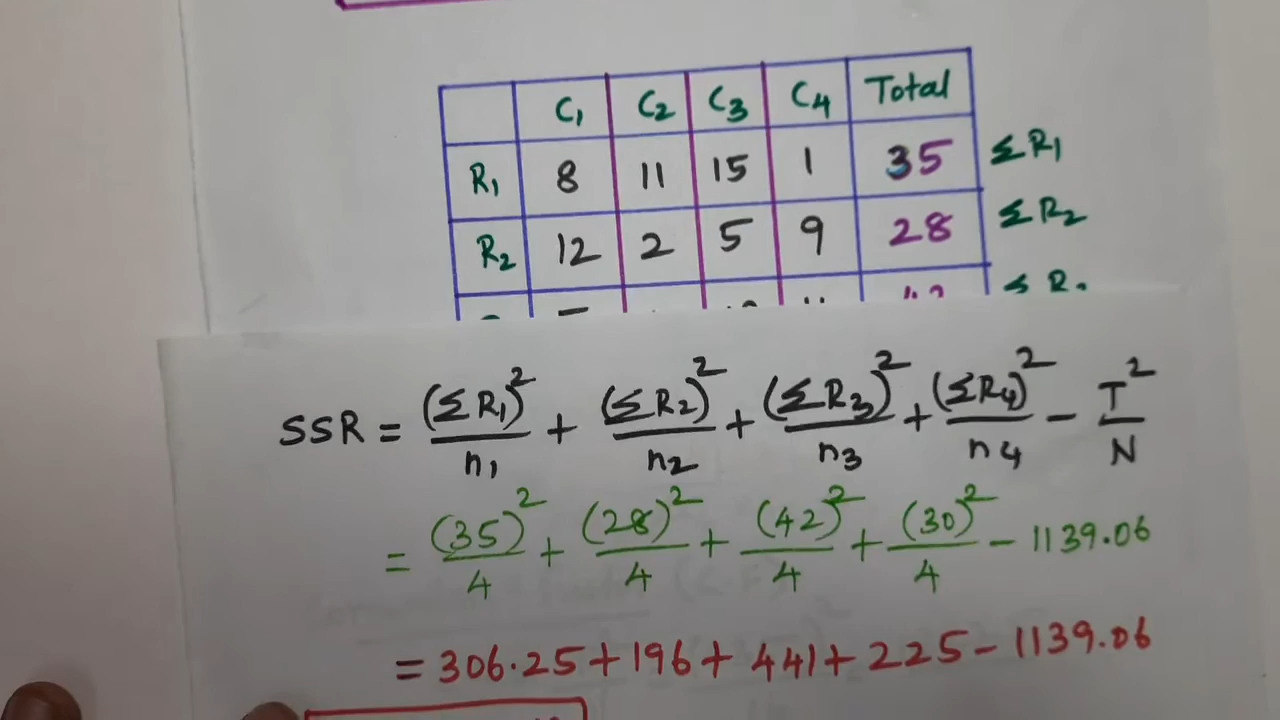 C₁ C₂ C₃ C₄ Total
R₁ 8 11 15 1 35 ΣR₁
R₂ 12 2 5 9 28 ΣR₂
SSR = (ΣR₁)²/n₁ + (ΣR₂)²/n₂ + (ΣR₃)²/n₃ + (ΣR₄)²/n₄ − T²/N
= (35)²/4 + (28)²/4 + (42)²/4 + (30)²/4 − 1139.06
= 306.25 + 196 + 441 + 225 − 1139.06